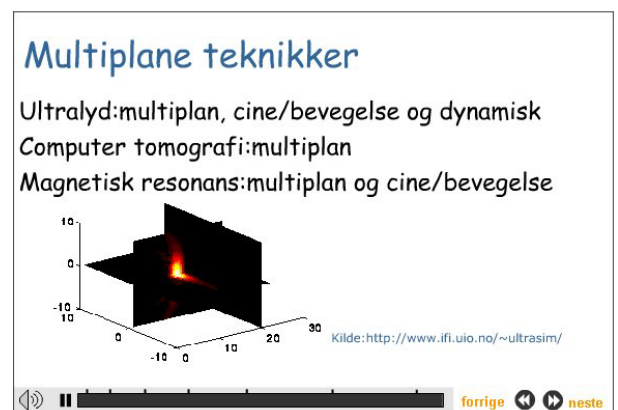 Multiplane teknikker
Ultralyd:multiplan, cine/bevegelse og dynamisk
Computer tomografi:multiplan
Magnetisk resonans:multiplan og cine/bevegelse
10
0
-10
10
0
-10
0
10
20
30
Kilde:http://www.ifi.uio.no/~ultrasim/
forrige neste